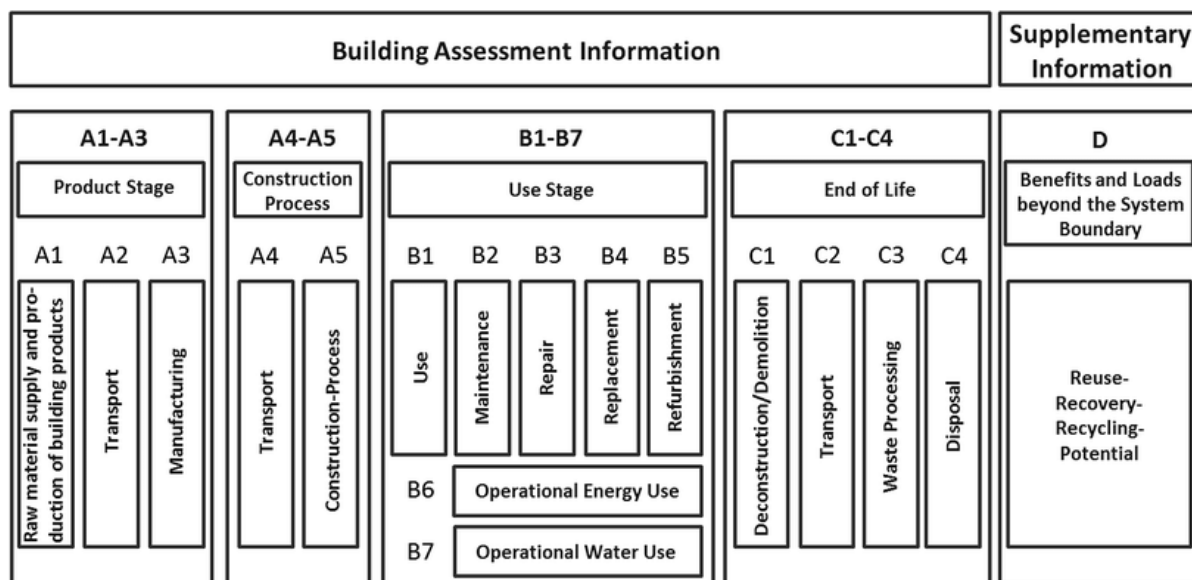 Building Assessment Information
Supplementary
Information
A1-A3
Product Stage
A1
A2
A3
Raw material supply and pro-
duction of building products
Transport
Manufacturing
A4-A5
Construction
Process
A4
A5
Transport
Construction-Process
B1-B7
Use Stage
B1
B2
B3
B4
B5
Use
Maintenance
Repair
Replacement
Refurbishment
B6
Operational Energy Use
B7
Operational Water Use
C1-C4
End of Life
C1
C2
C3
C4
Deconstruction/Demolition
Transport
Waste Processing
Disposal
D
Benefits and Loads
beyond the System
Boundary
Reuse-
Recovery-
Recycling-
Potential